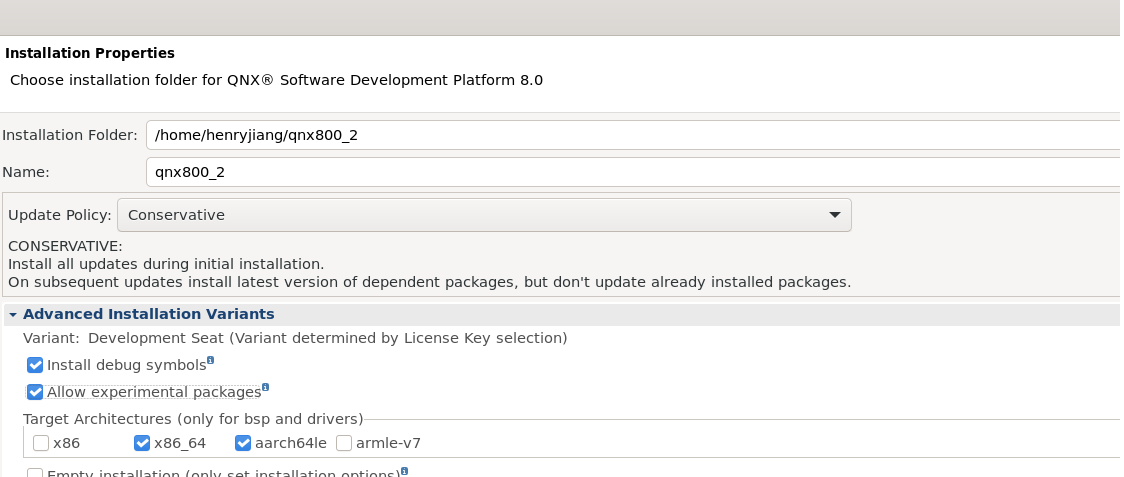 Installation Properties
Choose installation folder for QNX® Software Development Platform 8.0
Installation Folder: /home/henryjiang/qnx800_2
Name: qnx800_2
Update Policy: Conservative
CONSERVATIVE:
Install all updates during initial installation.
On subsequent updates install latest version of dependent packages, but don't update already installed packages.
Advanced Installation Variants
Variant: Development Seat (Variant determined by License Key selection)
Install debug symbols
Allow experimental packages
Target Architectures (only for bsp and drivers)
x86 x86_64 aarch64le armle-v7
Empty installation (only set installation options)